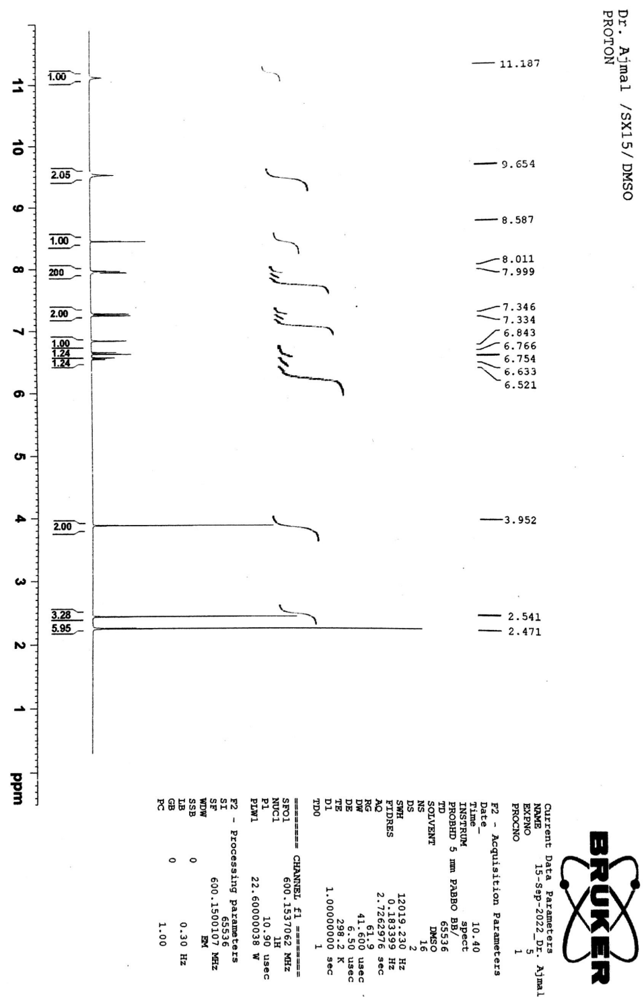 Dr. Ajmal /SX15/DMSO
PROTON
11.187
9.654
8.587
8.011
7.999
7.346
7.334
6.843
6.766
6.754
6.633
6.521
3.952
2.541
2.471
1.00
2.05
1.00
200
2.00
1.00
1.24
1.24
2.00
3.28
5.95
11
10
9
8
7
6
5
4
3
2
1
ppm
BRUKER
Current Data Parameters
NAME 15-Sep-2022_Dr. Ajmal
EXPNO 5
PROCNO 1
F2 - Acquisition Parameters
Date_
Time 10.40
INSTRUM spect
PROBHD 5 mm PABBO BB/
TD 65536
SOLVENT DMSO
NS 16
DS 2
SWH 12019.230 Hz
FIDRES 0.183399 Hz
AQ 2.7262976 sec
RG 61.9
DW 41.600 usec
DE 6.50 usec
TE 298.2 K
D1 1.00000000 sec
TD0 1
======== CHANNEL f1 ========
SFO1 600.1537062 MHz
NUC1 1H
P1 10.90 usec
PLW1 22.60000038 W
F2 - Processing parameters
SI 65536
SF 600.1500107 MHz
WDW EM
SSB 0
LB 0.30 Hz
GB 0
PC 1.00